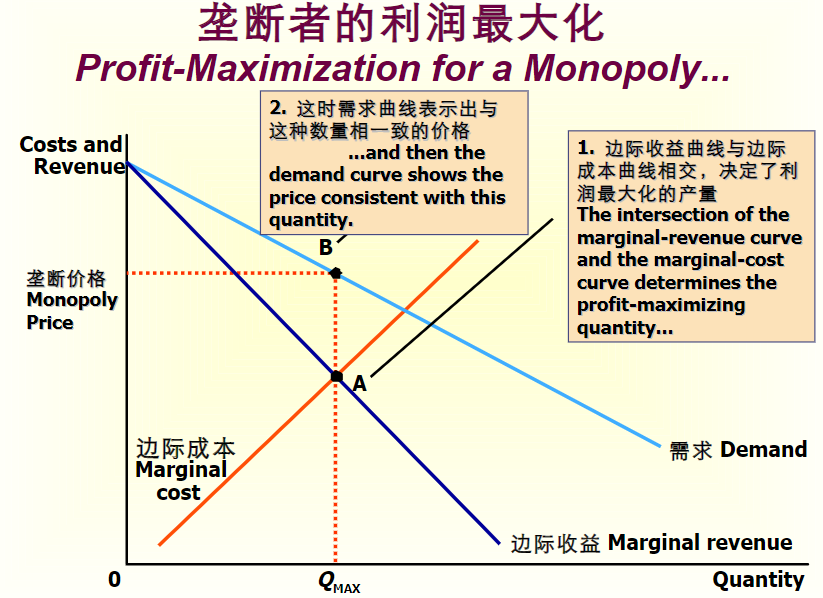 垄断者的利润最大化
Profit-Maximization for a Monopoly...
2. 这时需求曲线表示出与
这种数量相一致的价格
...and then the
demand curve shows the
price consistent with this
quantity.
1. 边际收益曲线与边际
成本曲线相交，决定了利
润最大化的产量
The intersection of the
marginal-revenue curve
and the marginal-cost
curve determines the
profit-maximizing
quantity...
Costs and
Revenue
B
垄断价格
Monopoly
Price
A
边际成本
Marginal
cost
需求 Demand
边际收益 Marginal revenue
0
QMAX
Quantity